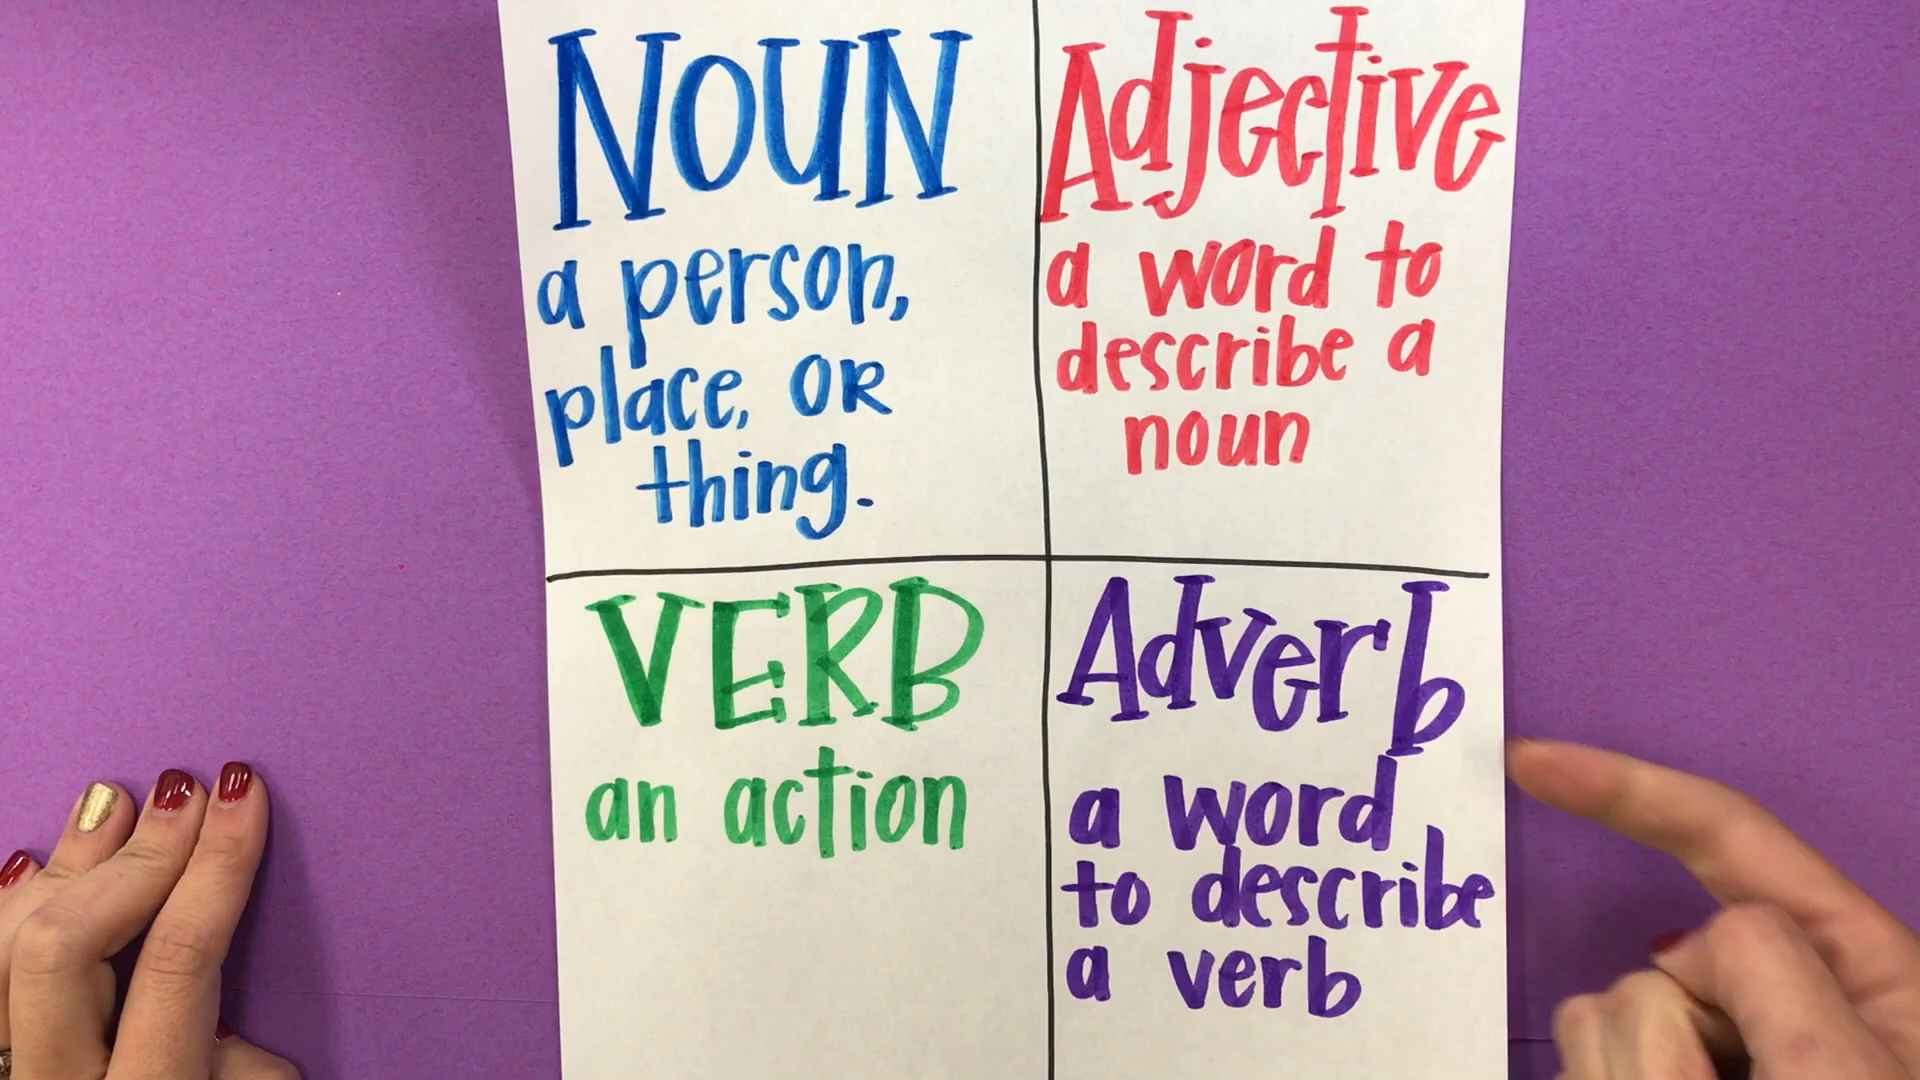 NOUN
a person,
place, OR
thing.
Adjective
a word to
describe a
noun
VERB
an action
Adverb
a word
to describe
a verb